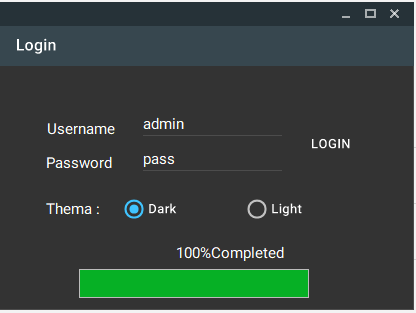 Login
Username admin
LOGIN
Password pass
Thema : Dark Light
100%Completed